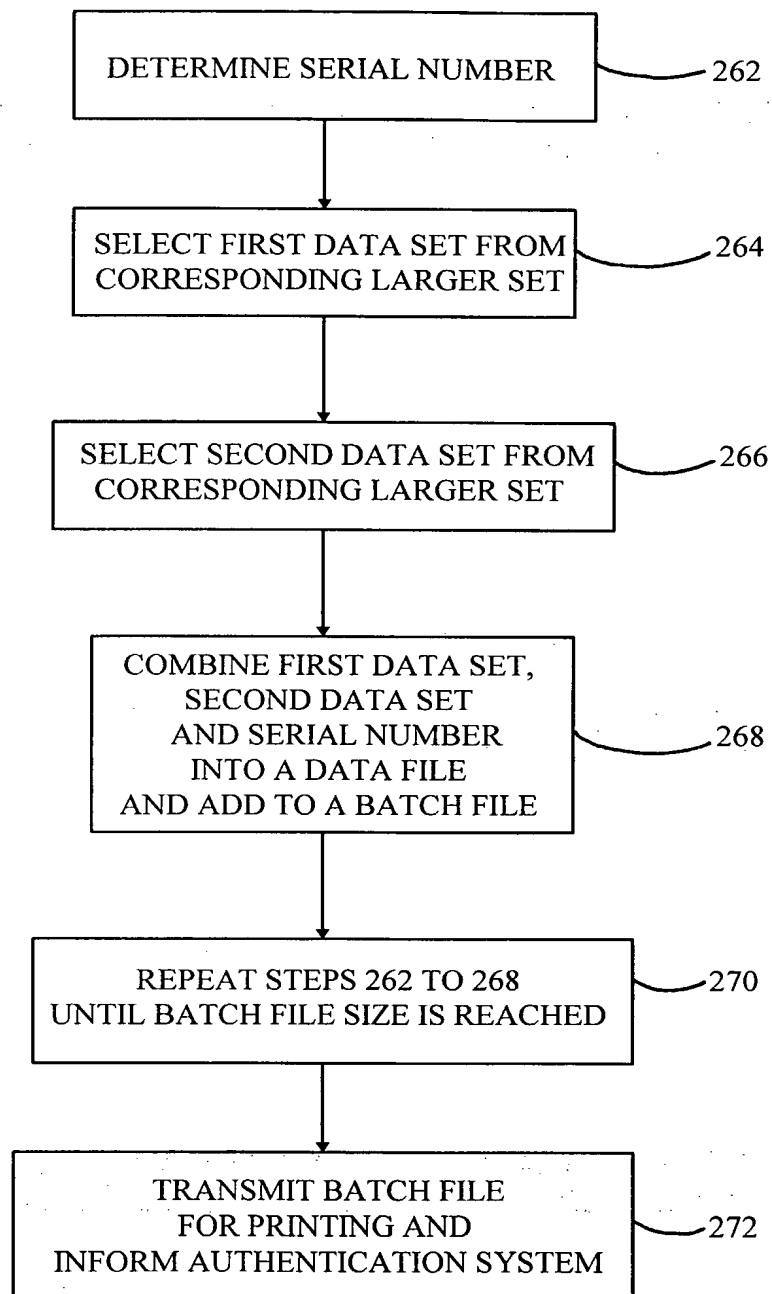 DETERMINE SERIAL NUMBER
262
SELECT FIRST DATA SET FROM
CORRESPONDING LARGER SET
264
SELECT SECOND DATA SET FROM
CORRESPONDING LARGER SET
266
COMBINE FIRST DATA SET,
SECOND DATA SET
AND SERIAL NUMBER
INTO A DATA FILE
AND ADD TO A BATCH FILE
268
REPEAT STEPS 262 TO 268
UNTIL BATCH FILE SIZE IS REACHED
270
TRANSMIT BATCH FILE
FOR PRINTING AND
INFORM AUTHENTICATION SYSTEM
272